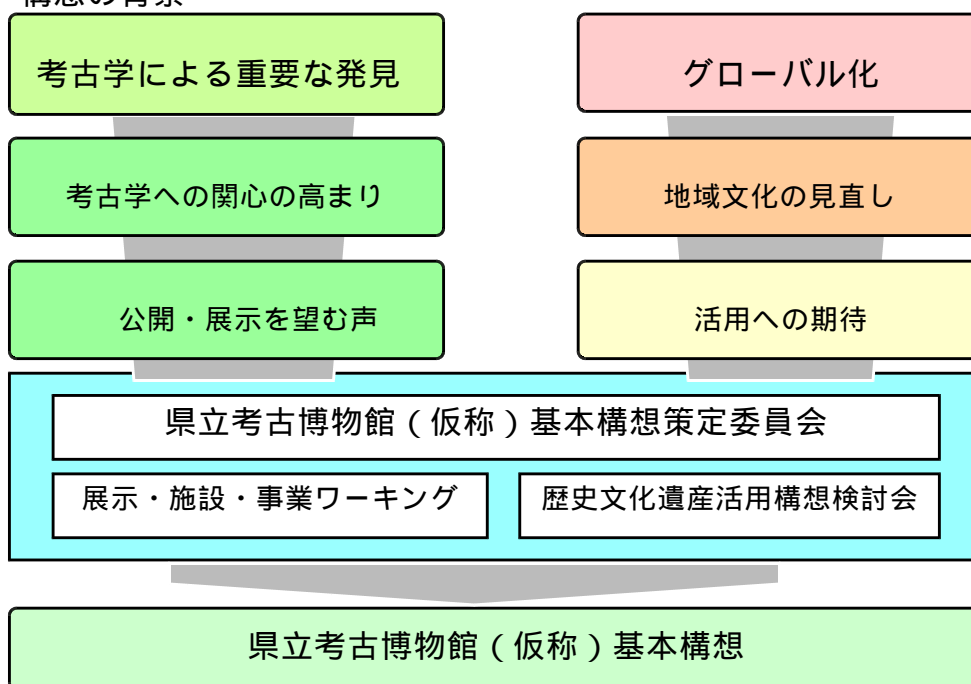 構想の背景
考古学による重要な発見
グローバル化
考古学への関心の高まり
地域文化の見直し
公開・展示を望む声
活用への期待
県立考古博物館(仮称)基本構想策定委員会
展示・施設・事業ワーキング
歴史文化遺産活用構想検討会
県立考古博物館(仮称)基本構想